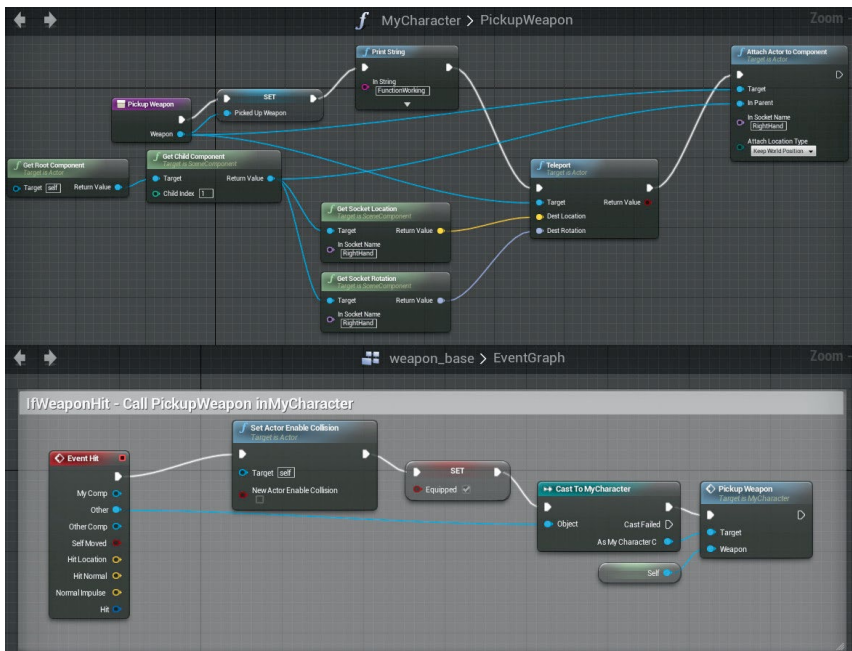 MyCharacter > PickupWeapon
Zoom -
Print String
In String
FunctionWorking
Attach Actor to Component
Target is Actor
Target
In Parent
In Socket Name
RightHand
Attach Location Type
Keep World Position
Pickup Weapon
Weapon
SET
Picked Up Weapon
Get Root Component
Target is Actor
Target self Return Value
Get Child Component
Target is SceneComponent
Target Return Value
Child Index 1
Teleport
Target is Actor
Target Return Value
Dest Location
Dest Rotation
Get Socket Location
Target is SceneComponent
Target Return Value
In Socket Name
RightHand
Get Socket Rotation
Target is SceneComponent
Target Return Value
In Socket Name
RightHand
weapon_base > EventGraph
Zoom -
IfWeaponHit - Call PickupWeapon inMyCharacter
Event Hit
My Comp
Other
Other Comp
Self Moved
Hit Location
Hit Normal
Normal Impulse
Hit
Set Actor Enable Collision
Target is Actor
Target self
New Actor Enable Collision
SET
Equipped
Cast To MyCharacter
Object Cast Failed
As My Character C
Self
Pickup Weapon
Target is MyCharacter
Target
Weapon